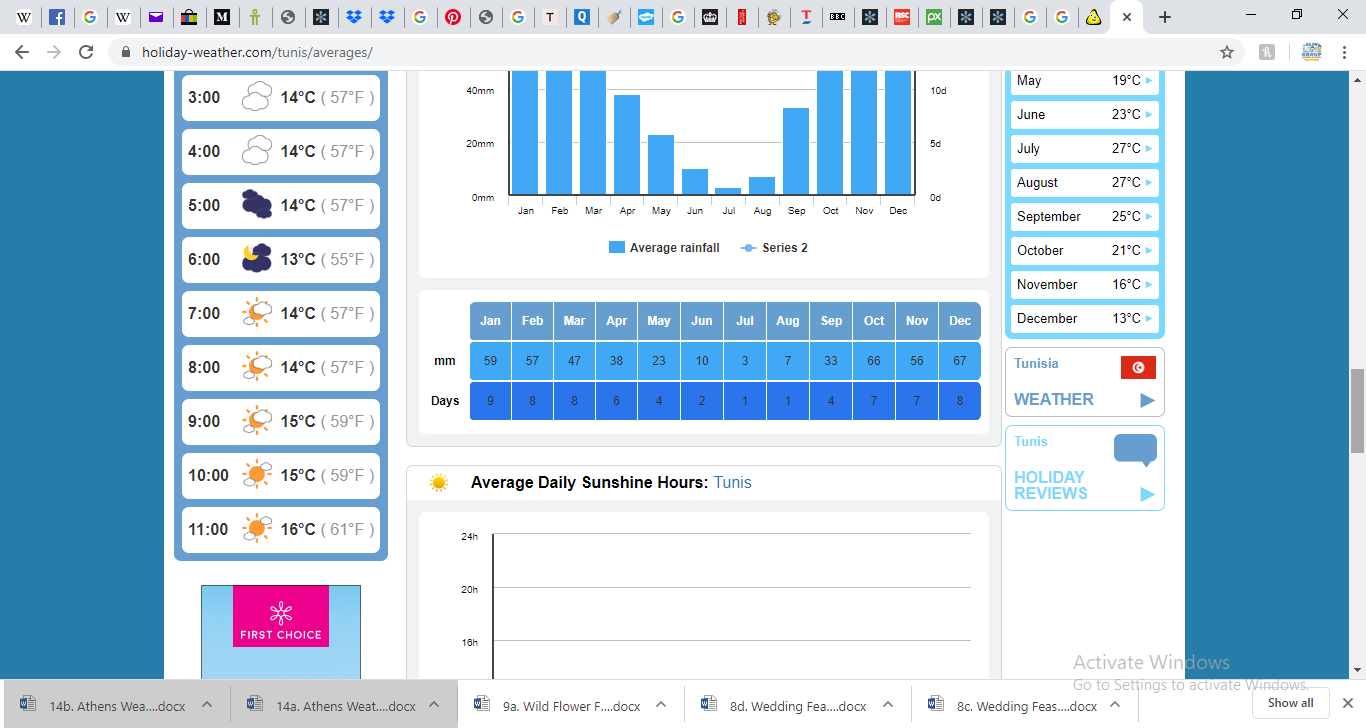 holiday-weather.com/tunis/averages/
3:00 14°C ( 57°F )
4:00 14°C ( 57°F )
5:00 14°C ( 57°F )
6:00 13°C ( 55°F )
7:00 14°C ( 57°F )
8:00 14°C ( 57°F )
9:00 15°C ( 59°F )
10:00 15°C ( 59°F )
11:00 16°C ( 61°F )
FIRST CHOICE
40mm 10d
20mm 5d
0mm 0d
Jan Feb Mar Apr May Jun Jul Aug Sep Oct Nov Dec
Average rainfall Series 2
Jan Feb Mar Apr May Jun Jul Aug Sep Oct Nov Dec
mm 59 57 47 38 23 10 3 7 33 66 56 67
Days 9 8 8 6 4 2 1 1 4 7 7 8
Average Daily Sunshine Hours: Tunis
24h
20h
16h
May 19°C
June 23°C
July 27°C
August 27°C
September 25°C
October 21°C
November 16°C
December 13°C
Tunisia
WEATHER
Tunis
HOLIDAY
REVIEWS
Activate Windows
Go to Settings to activate Windows.
14b. Athens Wea....docx 14a. Athens Weat....docx 9a. Wild Flower F....docx 8d. Wedding Fea....docx 8c. Wedding Feas....docx Show all